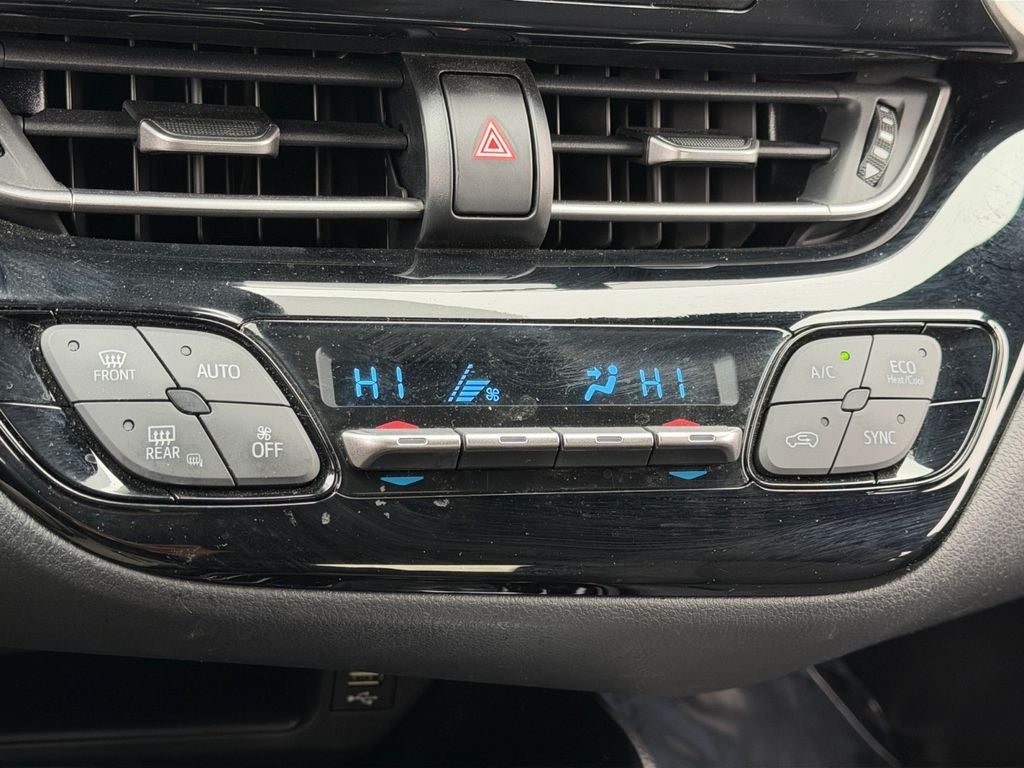 FRONT
AUTO
REAR
OFF
HI
HI
A/C
ECO
Heat/Cool
SYNC